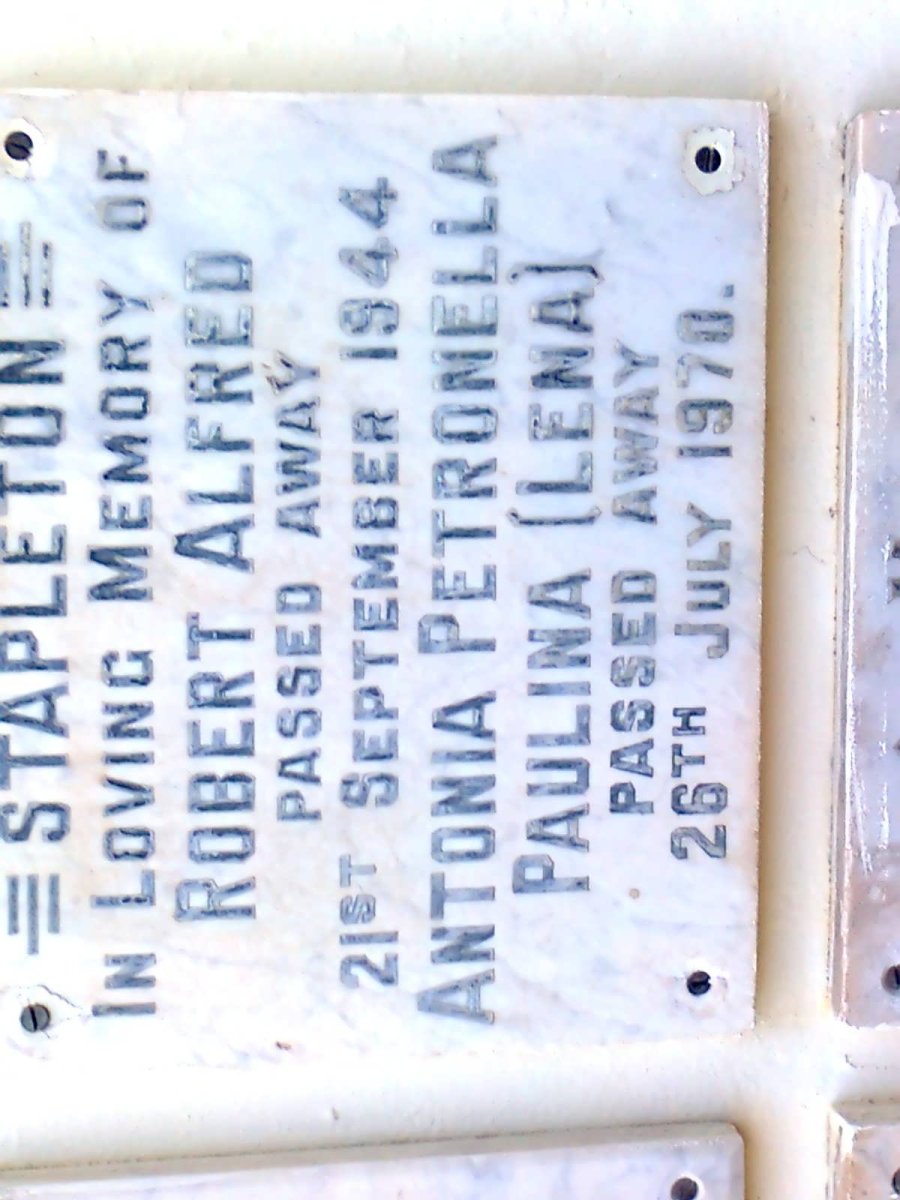 STAPLETON
IN LOVING MEMORY OF
ROBERT ALFRED
PASSED AWAY
21ST SEPTEMBER 1944
ANTONIA PETRONELLA
PAULINA (LENA)
PASSED AWAY
26TH JULY 1970.